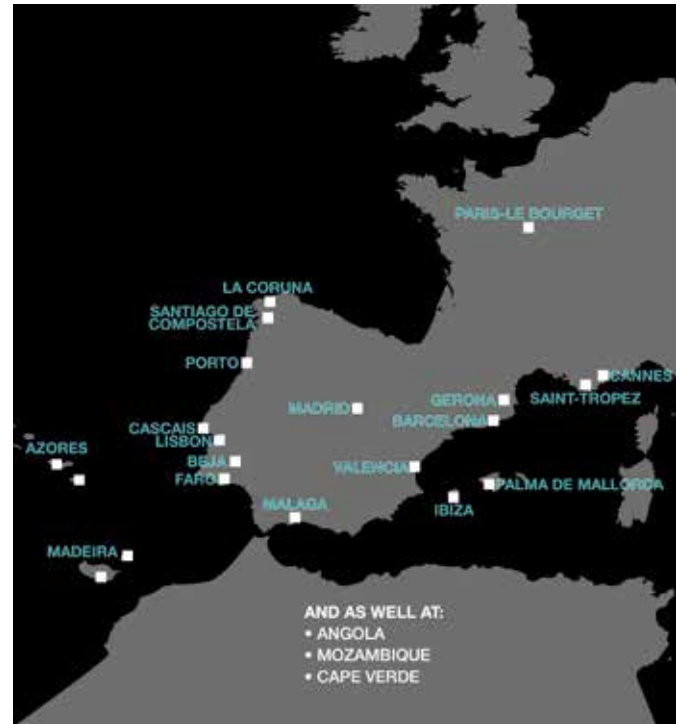 PARIS-LE BOURGET
LA CORUNA
SANTIAGO DE
COMPOSTELA
PORTO
CANNES
SAINT-TROPEZ
GERONA
MADRID
BARCELONA
CASCAIS
LISBON
AZORES
BEJA
VALENCIA
FARO
PALMA DE MALLORCA
IBIZA
MALAGA
MADEIRA
AND AS WELL AT:
• ANGOLA
• MOZAMBIQUE
• CAPE VERDE